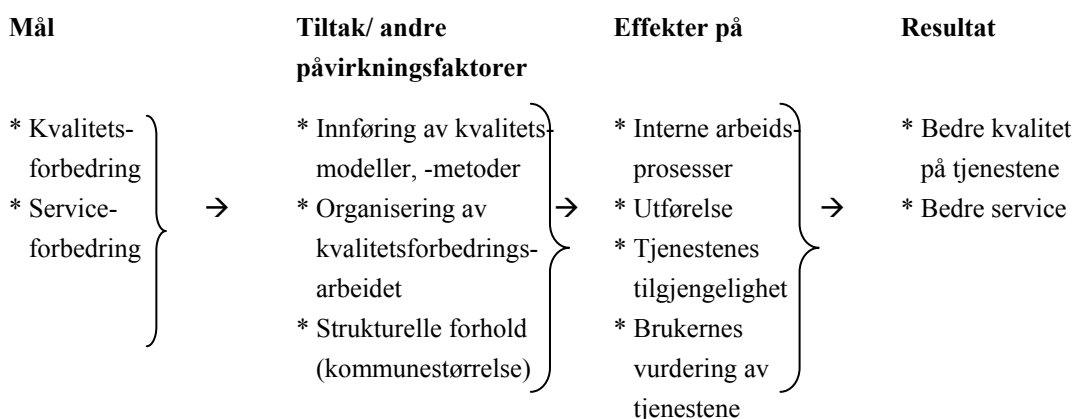 Mål
Tiltak/ andre
påvirkningsfaktorer
Effekter på
Resultat
* Kvalitets-
forbedring
* Service-
forbedring
→
* Innføring av kvalitets-
modeller, -metoder
* Organisering av
kvalitetsforbedrings-
arbeidet
* Strukturelle forhold
(kommunestørrelse)
→
* Interne arbeids-
prosesser
* Utførelse
* Tjenestenes
tilgjengelighet
* Brukernes
vurdering av
tjenestene
→
* Bedre kvalitet
på tjenestene
* Bedre service